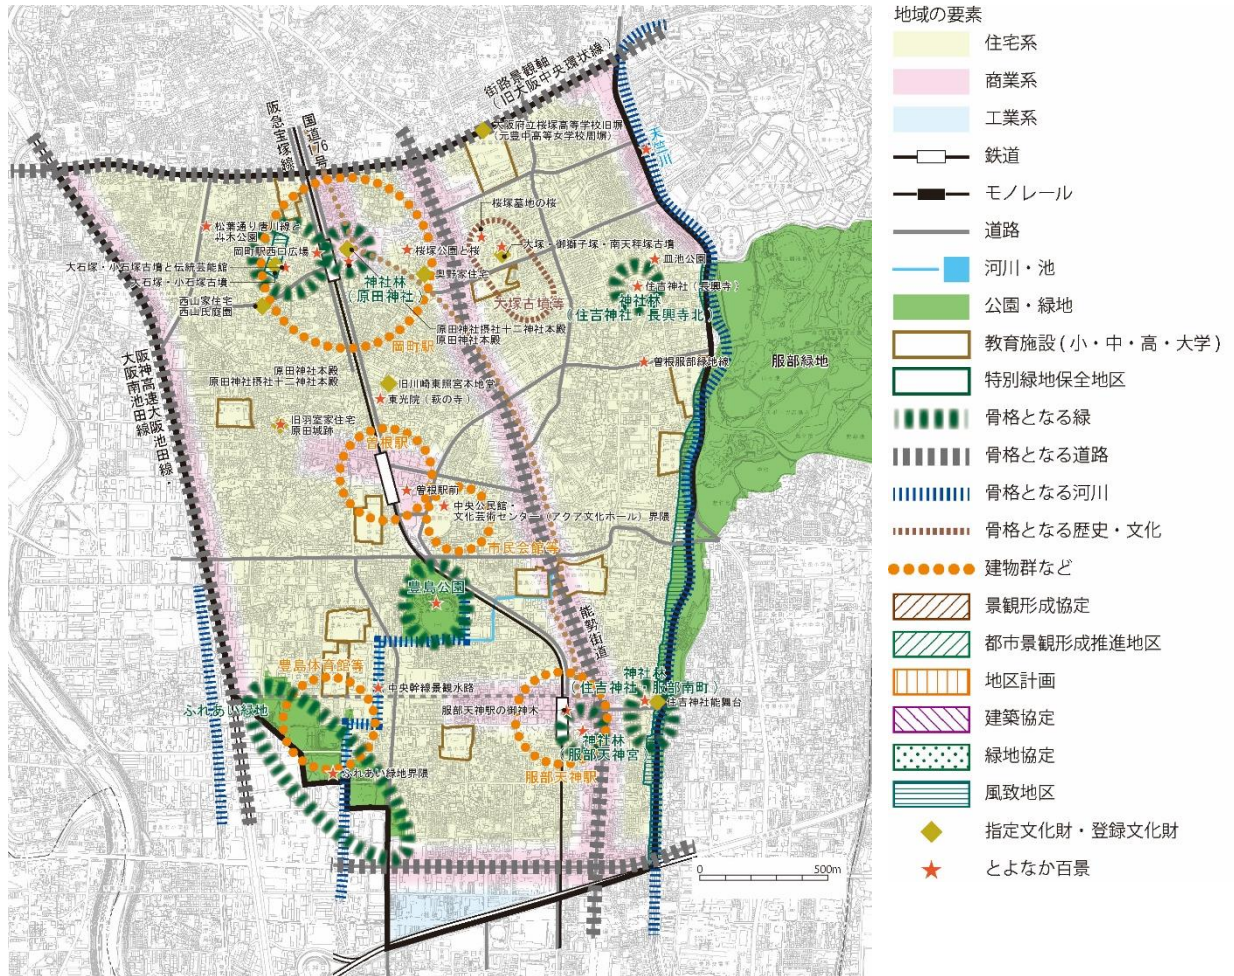 街路景観軸
(旧大阪中央環状線)
阪急宝塚線
国道176号
天竺川
大阪府立桜塚高等学校旧塀
(元豊中高等女学校周塀)
桜塚墓地の桜
松葉通り唐川線と
岡町駅西口広場
桜塚公園と桜
大塚・御獅子塚・南天秤塚古墳
皿池公園
大石塚・小石塚古墳と伝統芸能館
大石塚・小石塚古墳
奥野家住宅
神社林
(原田神社)
大塚古墳等
住吉神社(長興寺)
神社林
(住吉神社・長興寺北)
西山家住宅
西山氏庭園
原田神社摂社十二神社本殿
原田神社本殿
岡町駅
服部緑地
曽根服部緑地線
阪神高速大阪池田線・
大阪南池田線
原田神社本殿
原田神社摂社十二神社本殿
旧川崎東照宮本地堂
東光院(萩の寺)
旧羽室家住宅
原田城跡
曽根駅
曽根駅前
中央公民館・
文化芸術センター(アクア文化ホール)界隈
市民会館等
豊島公園
能勢街道
豊島体育館等
神社林
(住吉神社・服部南町)
中央幹線景観水路
住吉神社能舞台
ふれあい緑地
服部天神駅の御神木
神社林
(服部天神宮)
服部天神駅
ふれあい緑地界隈
0 500m
地域の要素
住宅系
商業系
工業系
鉄道
モノレール
道路
河川・池
公園・緑地
教育施設(小・中・高・大学)
特別緑地保全地区
骨格となる緑
骨格となる道路
骨格となる河川
骨格となる歴史・文化
建物群など
景観形成協定
都市景観形成推進地区
地区計画
建築協定
緑地協定
風致地区
指定文化財・登録文化財
とよなか百景